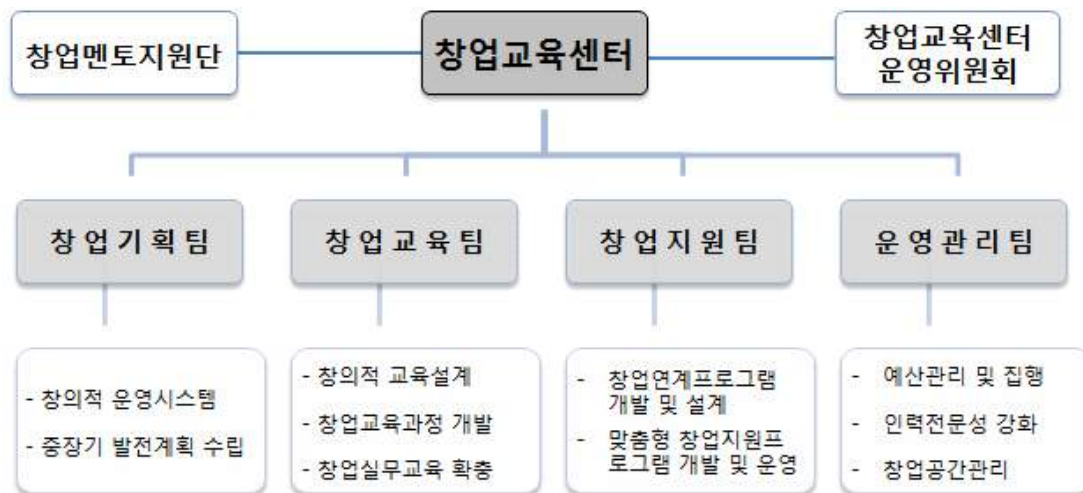 창업멘토지원단
창업교육센터
창업교육센터
운영위원회
창 업 기 획 팀
창 업 교 육 팀
창 업 지 원 팀
운 영 관 리 팀
- 창의적 운영시스템
- 중장기 발전계획 수립
- 창의적 교육설계
- 창업교육과정 개발
- 창업실무교육 확충
- 창업연계프로그램
개발 및 설계
- 맞춤형 창업지원프
로그램 개발 및 운영
- 예산관리 및 집행
- 인력전문성 강화
- 창업공간관리